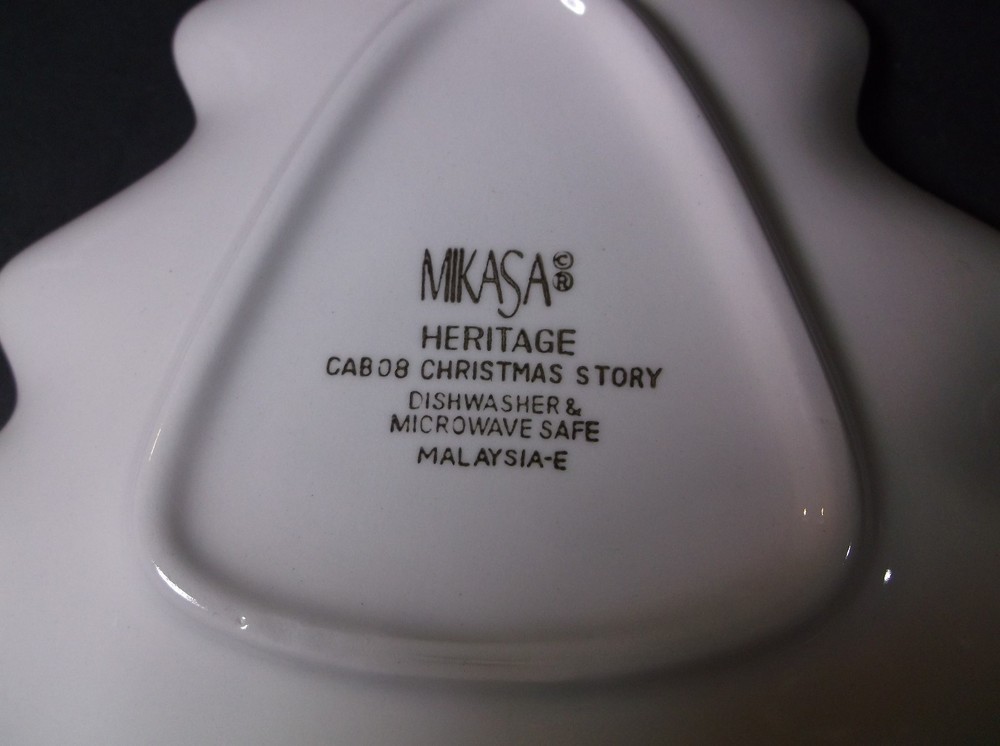 MIKASA ©®
HERITAGE
CAB08 CHRISTMAS STORY
DISHWASHER &
MICROWAVE SAFE
MALAYSIA-E